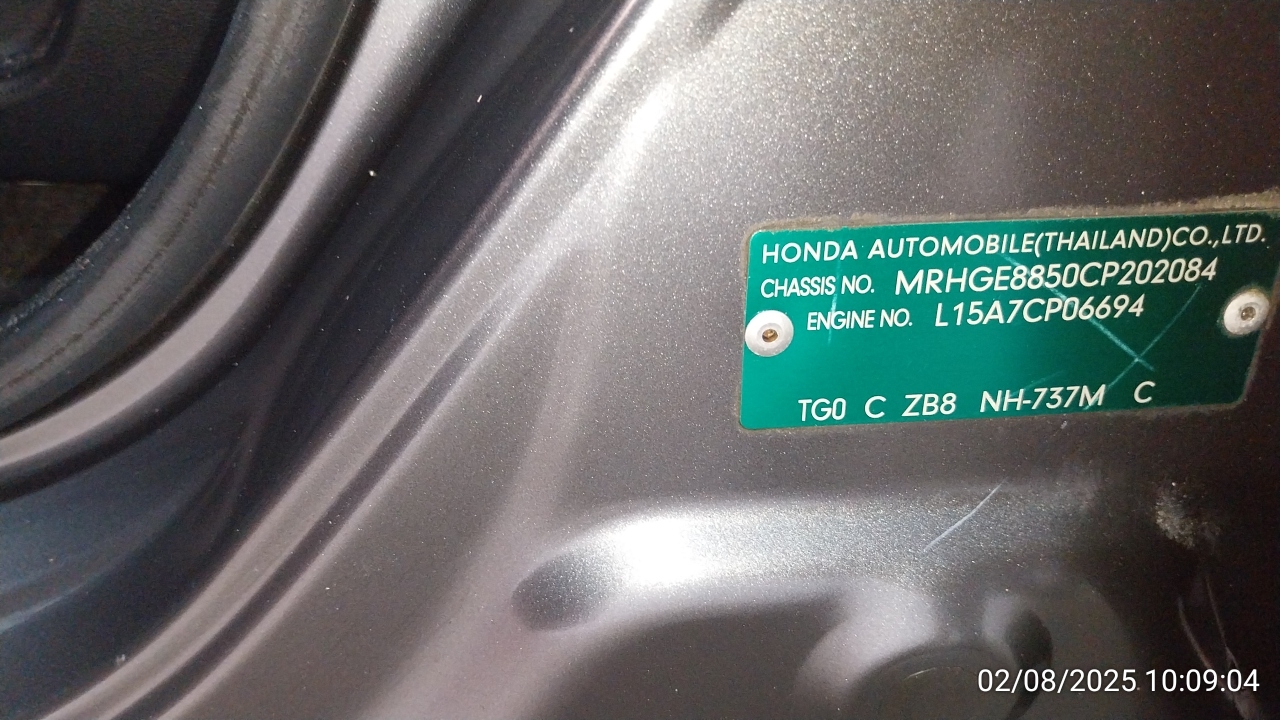 HONDA AUTOMOBILE(THAILAND)CO.,LTD.
CHASSIS NO. MRHGE8850CP202084
ENGINE NO. L15A7CP06694
TG0 C ZB8 NH-737M C
02/08/2025 10:09:04